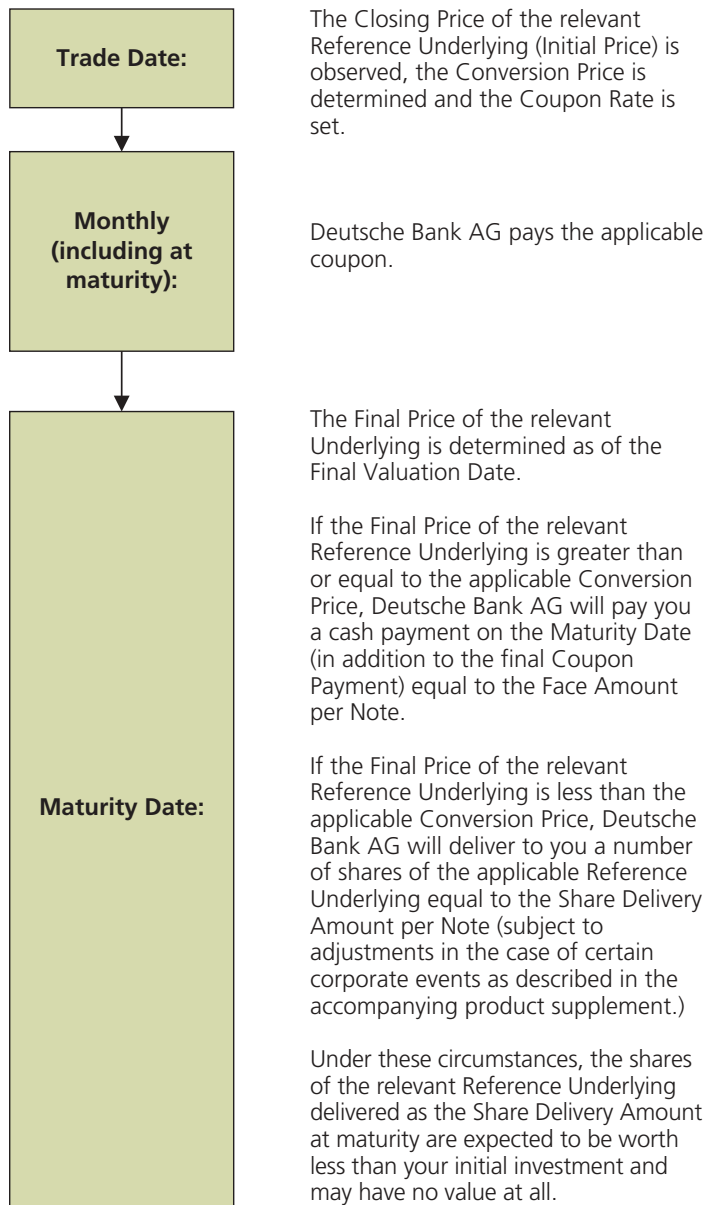 Trade Date:
The Closing Price of the relevant
Reference Underlying (Initial Price) is
observed, the Conversion Price is
determined and the Coupon Rate is
set.
Monthly
(including at
maturity):
Deutsche Bank AG pays the applicable
coupon.
Maturity Date:
The Final Price of the relevant
Underlying is determined as of the
Final Valuation Date.
If the Final Price of the relevant
Reference Underlying is greater than
or equal to the applicable Conversion
Price, Deutsche Bank AG will pay you
a cash payment on the Maturity Date
(in addition to the final Coupon
Payment) equal to the Face Amount
per Note.
If the Final Price of the relevant
Reference Underlying is less than the
applicable Conversion Price, Deutsche
Bank AG will deliver to you a number
of shares of the applicable Reference
Underlying equal to the Share Delivery
Amount per Note (subject to
adjustments in the case of certain
corporate events as described in the
accompanying product supplement.)
Under these circumstances, the shares
of the relevant Reference Underlying
delivered as the Share Delivery Amount
at maturity are expected to be worth
less than your initial investment and
may have no value at all.